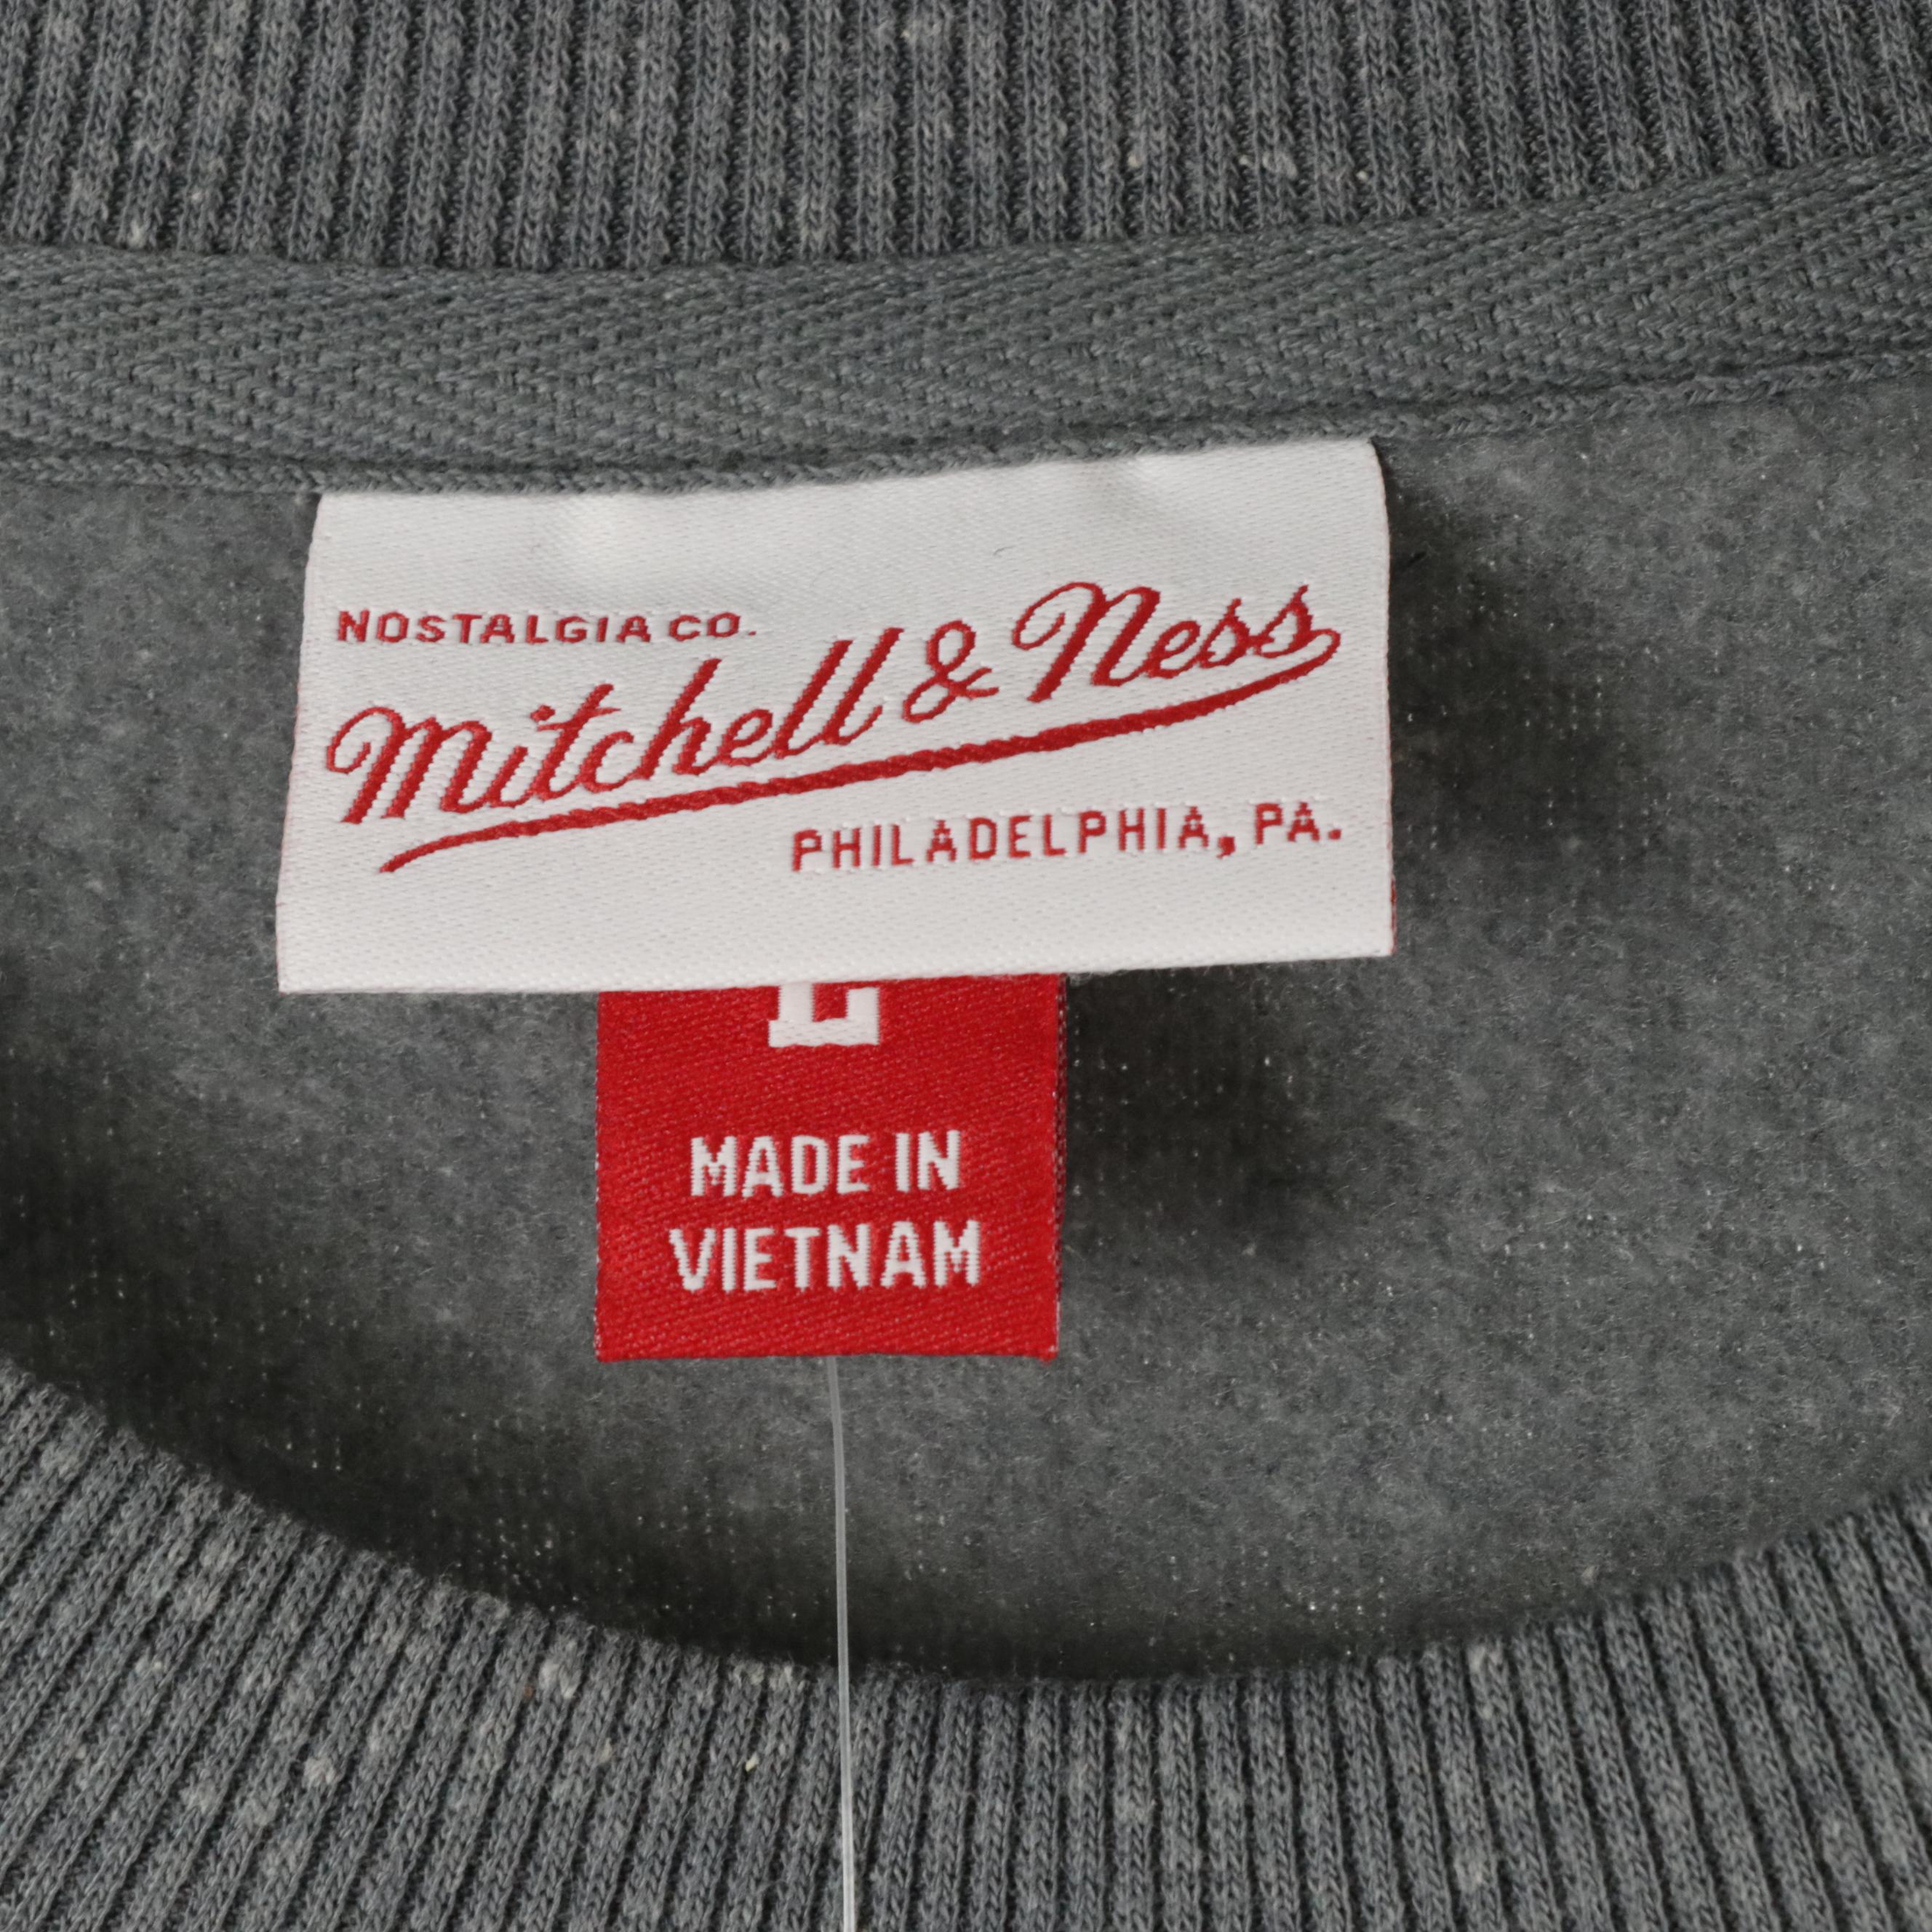 NOSTALGIA CO.
Mitchell & Ness
PHILADELPHIA, PA.
L
MADE IN
VIETNAM